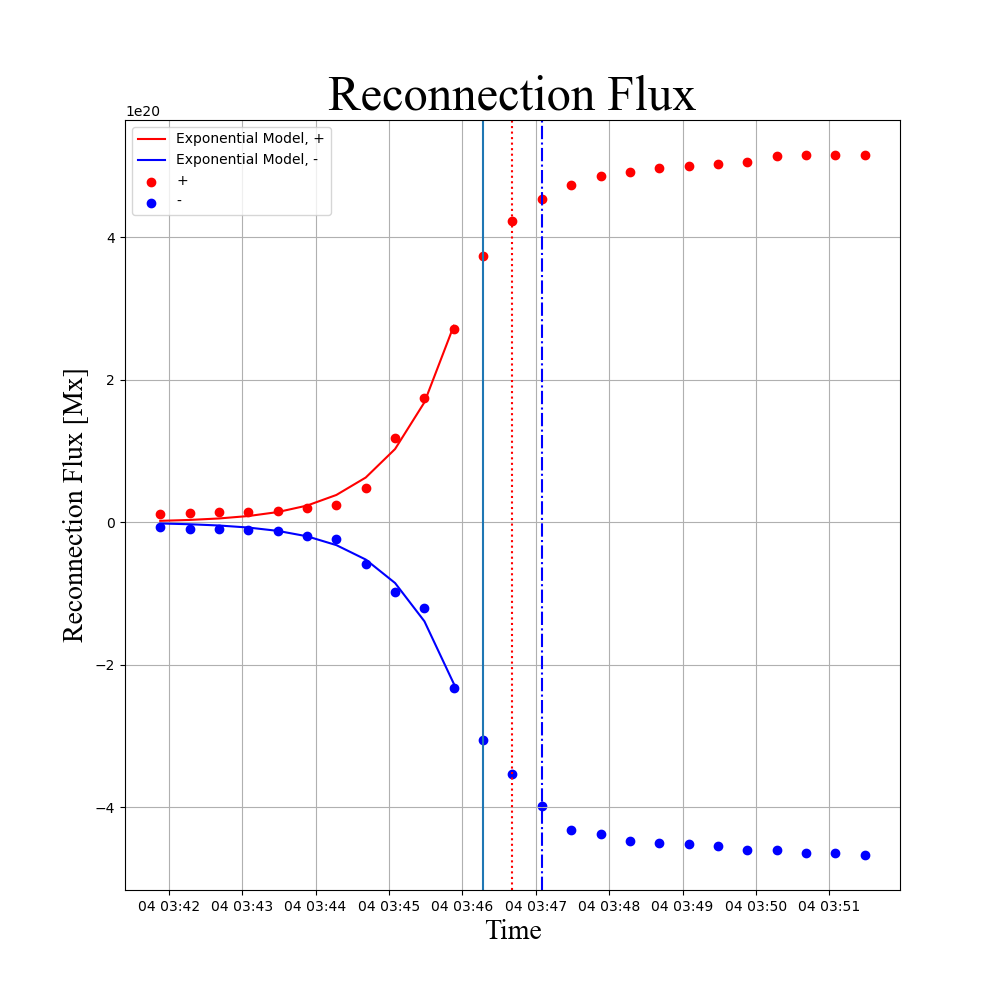 Reconnection Flux
1e20
Exponential Model, +
Exponential Model, -
+
-
4
2
0
−2
−4
Reconnection Flux [Mx]
04 03:42 04 03:43 04 03:44 04 03:45 04 03:46 04 03:47 04 03:48 04 03:49 04 03:50 04 03:51
Time